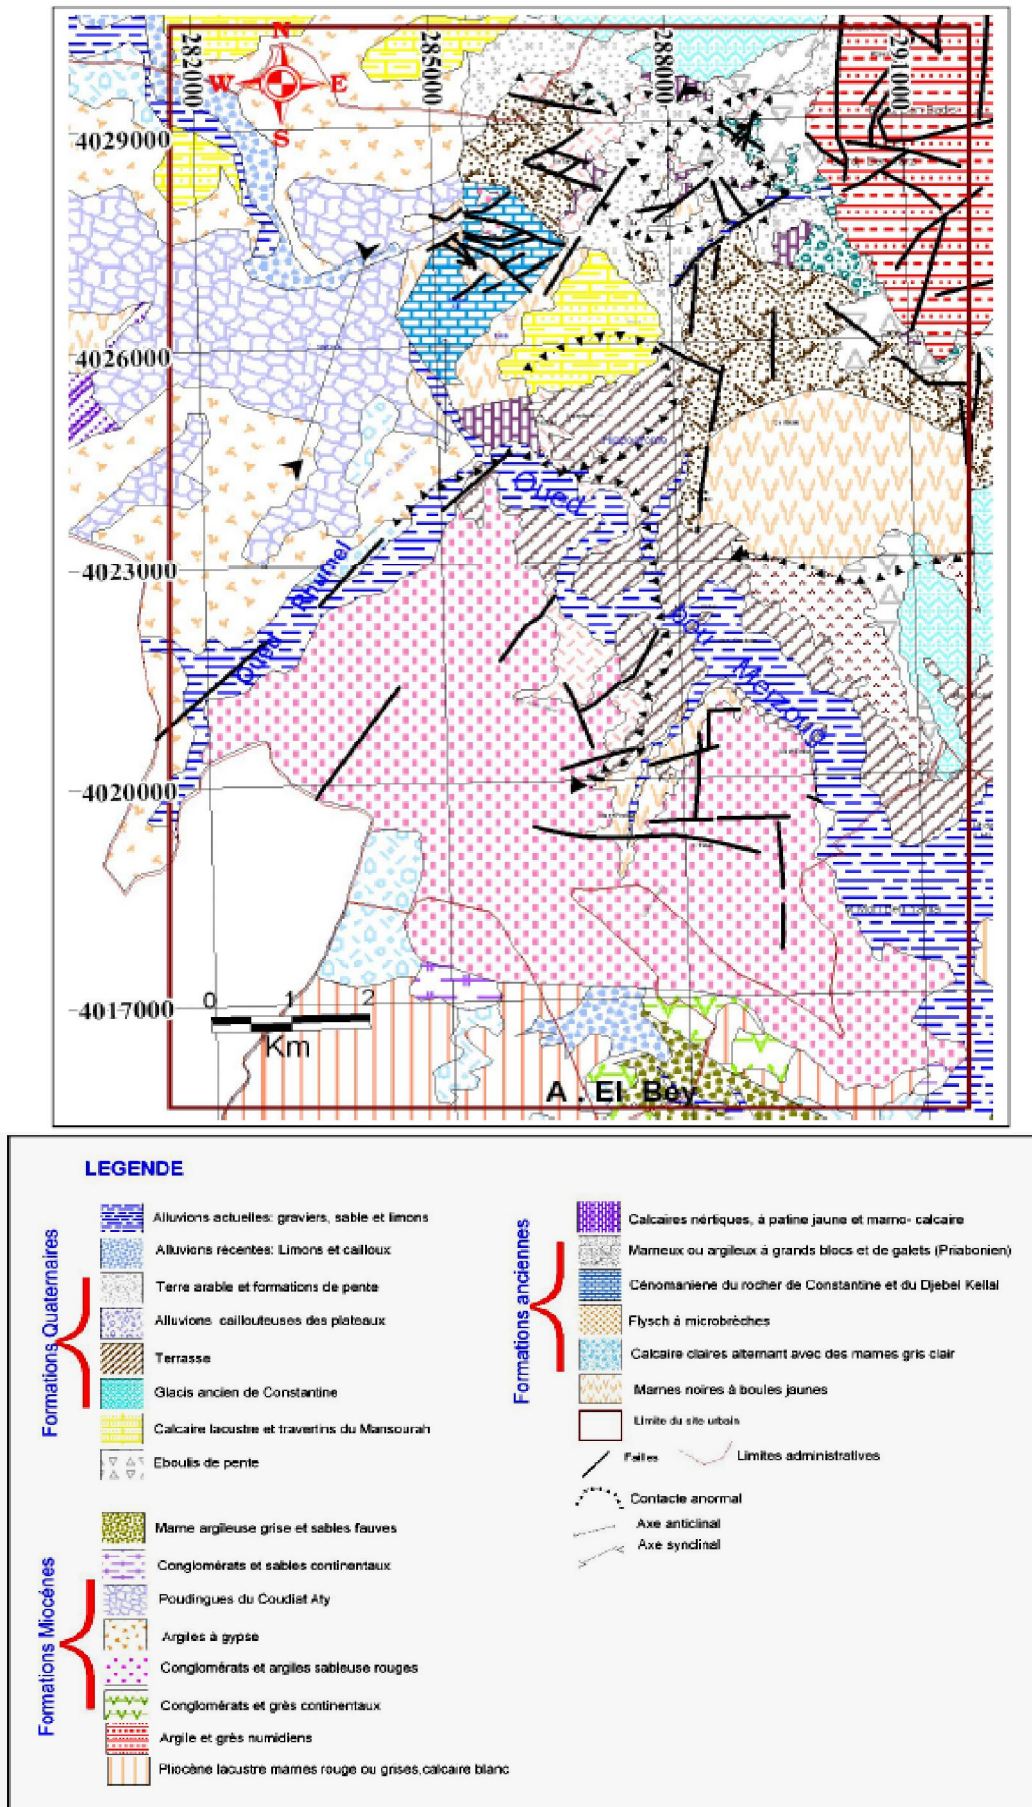 N
W E
S
282000
285000
288000
291000
4029000
4026000
4023000
4020000
4017000
Oued
Rhumel
Oued
bou
Merzoug
0 1 2
Km
A . El Bey
LEGENDE
Formations Quaternaires
Alluvions actuelles: graviers, sable et limons
Alluvions récentes: Limons et cailloux
Terre arable et formations de pente
Alluvions caillouteuses des plateaux
Terrasse
Glacis ancien de Constantine
Calcaire lacustre et travertins du Mansourah
Eboulis de pente
Formations Miocénes
Marne argileuse grise et sables fauves
Conglomérats et sables continentaux
Poudingues du Coudiat Aty
Argiles à gypse
Conglomérats et argiles sableuse rouges
Conglomérats et grès continentaux
Argile et grès numidiens
Pliocène lacustre marnes rouge ou grises,calcaire blanc
Formations anciennes
Calcaires nértiques, à patine jaune et marno- calcaire
Marneux ou argileux à grands blocs et de galets (Priabonien)
Cénomaniene du rocher de Constantine et du Djebel Kellal
Flysch à microbrèches
Calcaire claires alternant avec des marnes gris clair
Marnes noires à boules jaunes
Limite du site urbain
Failles
Limites administratives
Contacte anormal
Axe anticlinal
Axe synclinal